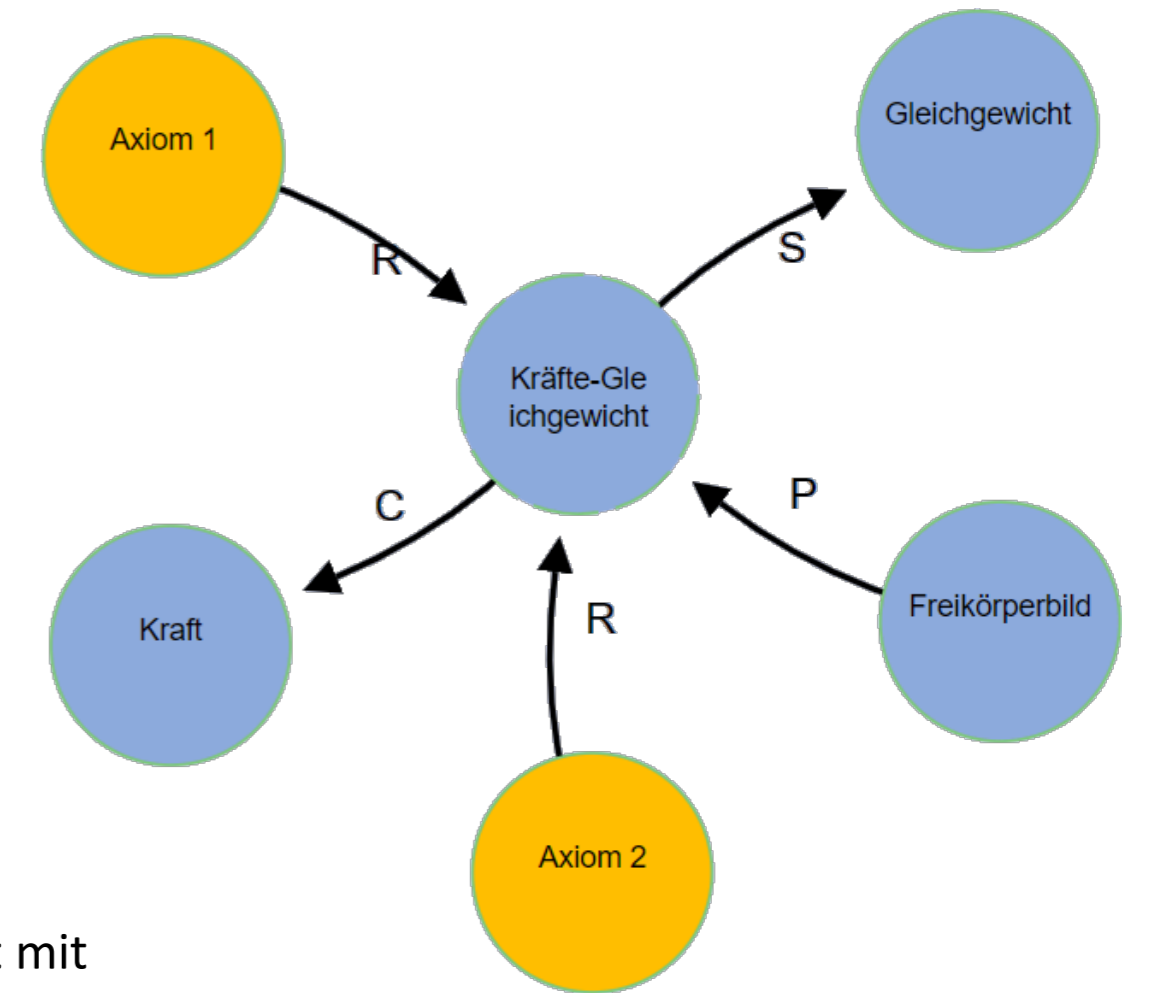 Gleichgewicht
Axiom 1
S
R
Kräfte-Gle
ichgewicht
C
P
Freikörperbild
R
Kraft
Axiom 2
mit